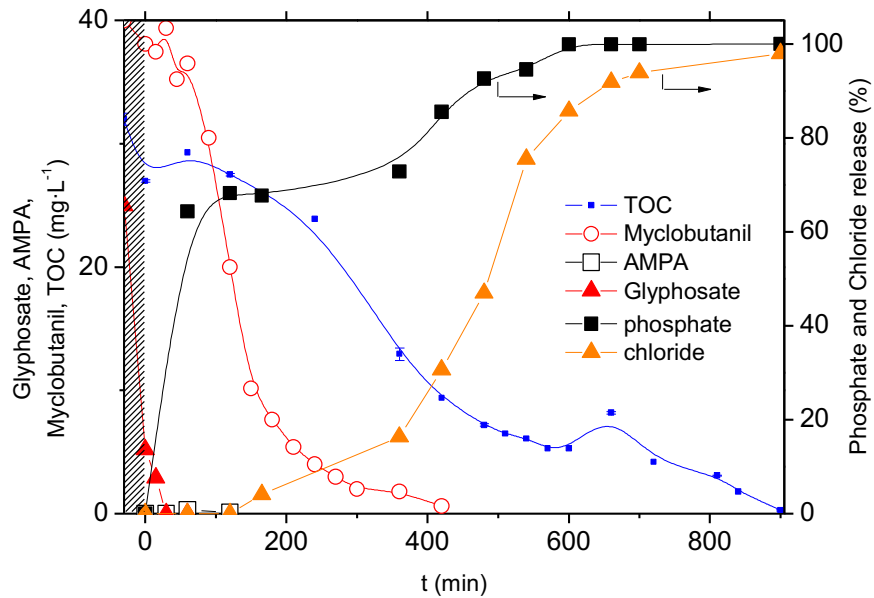 40
20
0
Glyphosate, AMPA,
Myclobutanil, TOC (mg·L⁻¹)
TOC
Myclobutanil
AMPA
Glyphosate
phosphate
chloride
100
80
60
40
20
0
Phosphate and Chloride release (%)
0
200
400
600
800
t (min)